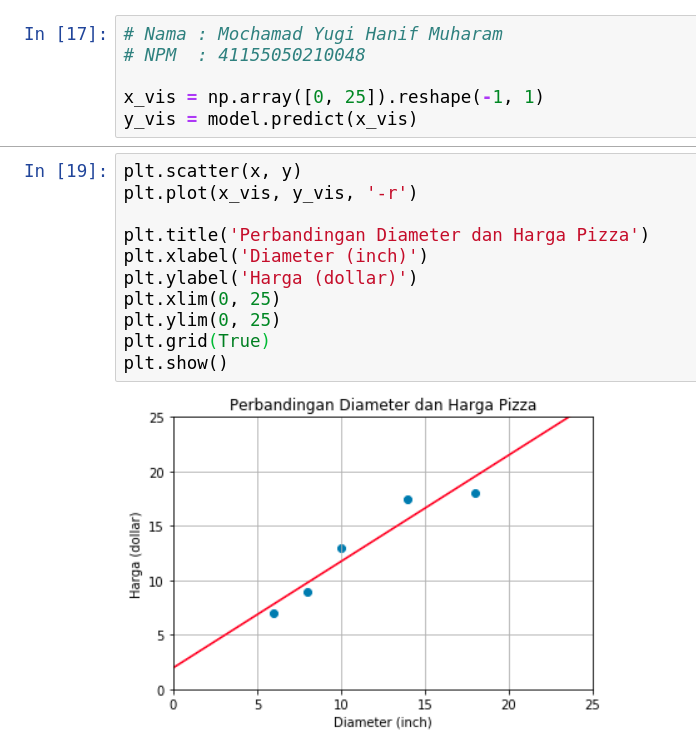 In [17]:
# Nama : Mochamad Yugi Hanif Muharam
# NPM  : 41155050210048
x_vis = np.array([0, 25]).reshape(-1, 1)
y_vis = model.predict(x_vis)
In [19]:
plt.scatter(x, y)
plt.plot(x_vis, y_vis, '-r')
plt.title('Perbandingan Diameter dan Harga Pizza')
plt.xlabel('Diameter (inch)')
plt.ylabel('Harga (dollar)')
plt.xlim(0, 25)
plt.ylim(0, 25)
plt.grid(True)
plt.show()
Perbandingan Diameter dan Harga Pizza
Harga (dollar)
25
20
15
10
5
0
0 5 10 15 20 25
Diameter (inch)